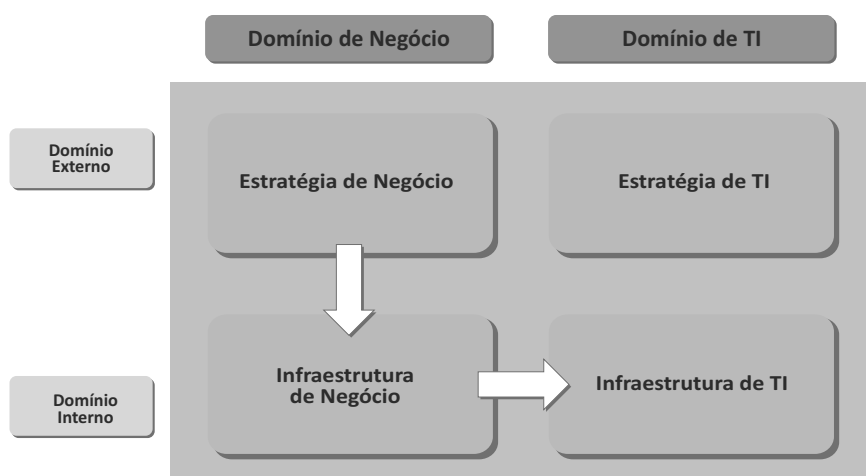 Domínio de Negócio
Domínio de TI
Domínio
Externo
Estratégia de Negócio
Estratégia de TI
Infraestrutura
de Negócio
Infraestrutura de TI
Domínio
Interno